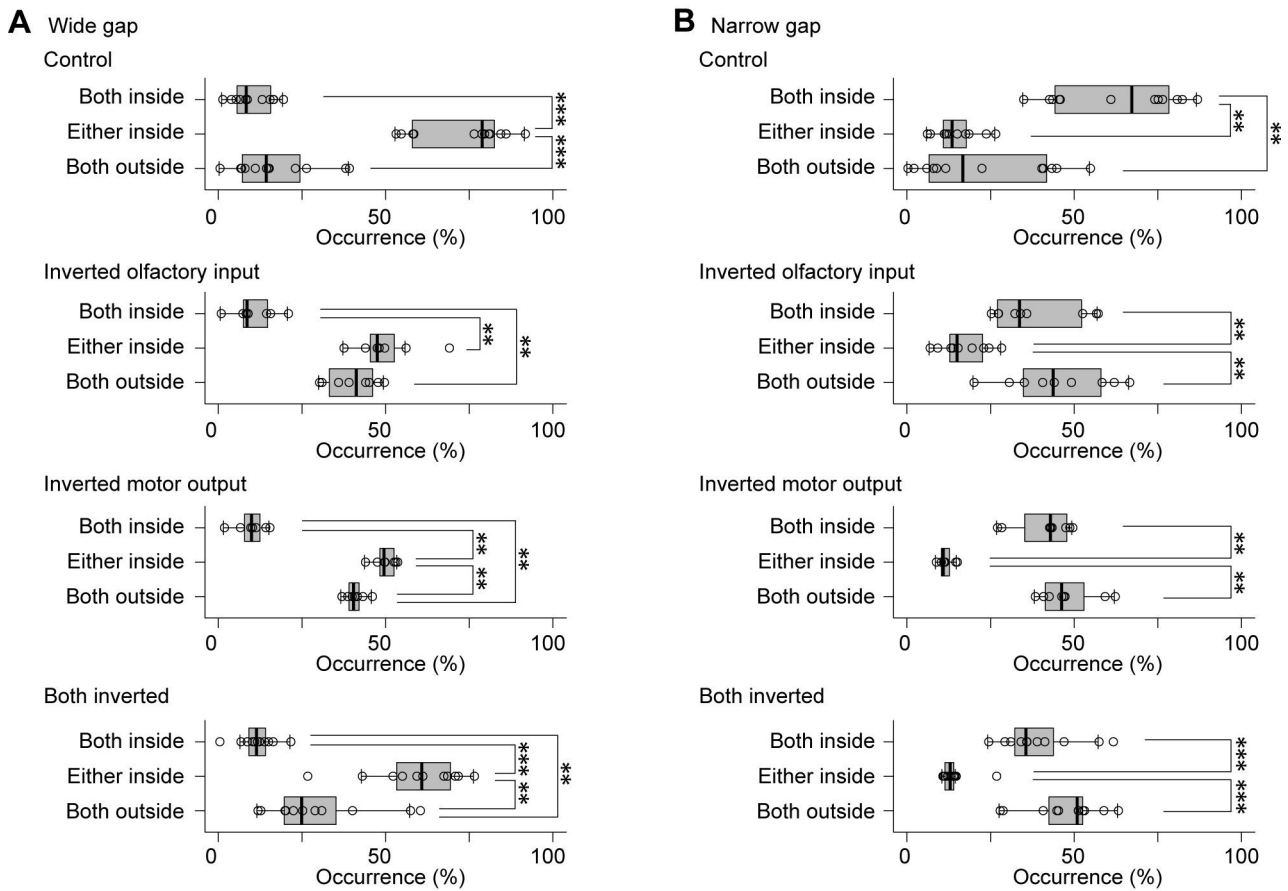 A Wide gap
Control
Both inside
***
Either inside
***
Both outside
0 50 100
Occurrence (%)
Inverted olfactory input
Both inside
**
**
Either inside
Both outside
0 50 100
Occurrence (%)
Inverted motor output
Both inside
**
**
Either inside
**
Both outside
0 50 100
Occurrence (%)
Both inverted
Both inside
***
**
Either inside
**
Both outside
0 50 100
Occurrence (%)
B Narrow gap
Control
Both inside
**
**
Either inside
Both outside
0 50 100
Occurrence (%)
Inverted olfactory input
Both inside
**
Either inside
**
Both outside
0 50 100
Occurrence (%)
Inverted motor output
Both inside
**
Either inside
**
Both outside
0 50 100
Occurrence (%)
Both inverted
Both inside
***
Either inside
***
Both outside
0 50 100
Occurrence (%)